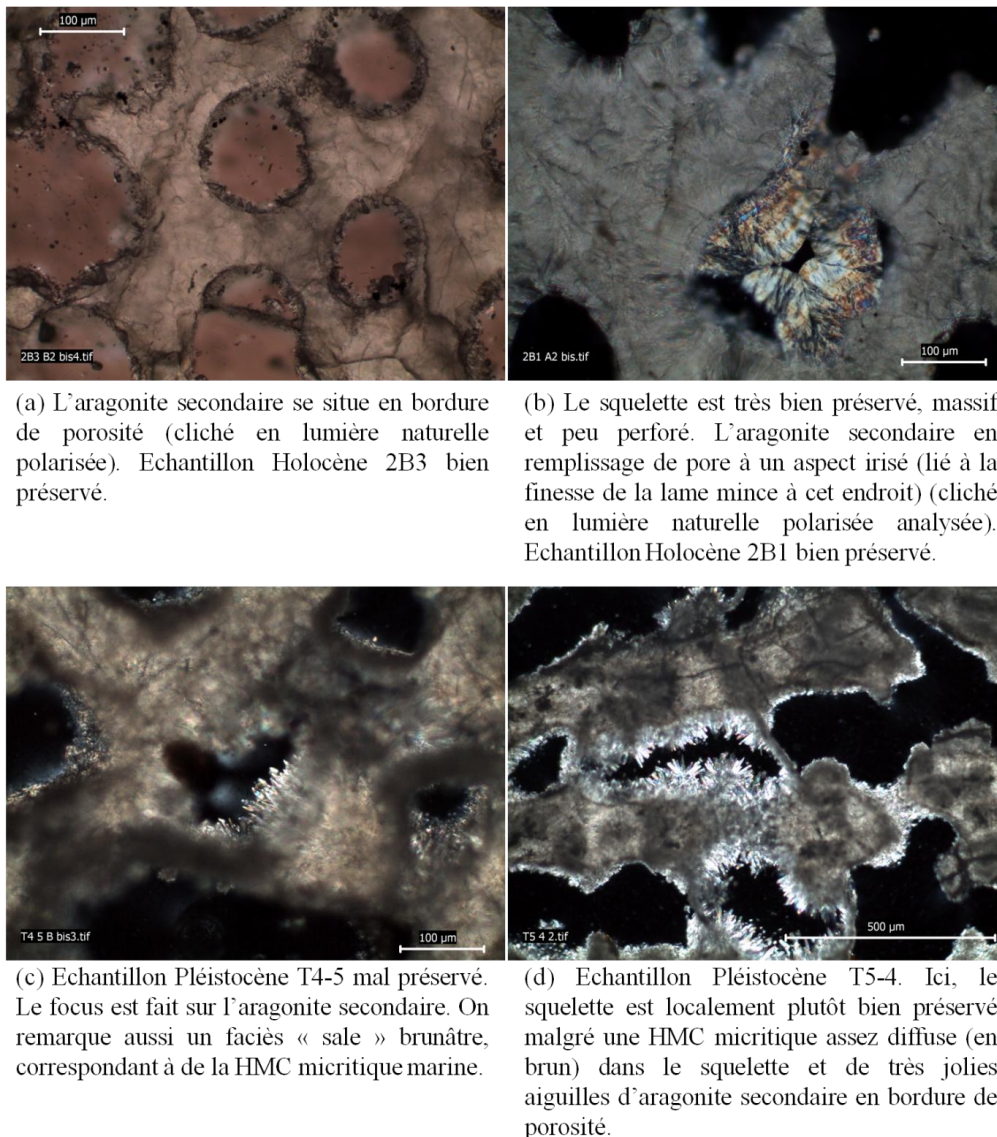 100 µm
2B3 B2 bis4.tif
2B1 A2 bis.tif
100 µm
(a) L’aragonite secondaire se situe en bordure
de porosité (cliché en lumière naturelle
polarisée). Echantillon Holocène 2B3 bien
préservé.
(b) Le squelette est très bien préservé, massif
et peu perforé. L’aragonite secondaire en
remplissage de pore à un aspect irisé (lié à la
finesse de la lame mince à cet endroit) (cliché
en lumière naturelle polarisée analysée).
Echantillon Holocène 2B1 bien préservé.
T4 5 B bis3.tif
100 µm
T5 4 2.tif
500 µm
(c) Echantillon Pléistocène T4-5 mal préservé.
Le focus est fait sur l’aragonite secondaire. On
remarque aussi un faciès « sale » brunâtre,
correspondant à de la HMC micritique marine.
(d) Echantillon Pléistocène T5-4. Ici, le
squelette est localement plutôt bien préservé
malgré une HMC micritique assez diffuse (en
brun) dans le squelette et de très jolies
aiguilles d’aragonite secondaire en bordure de
porosité.